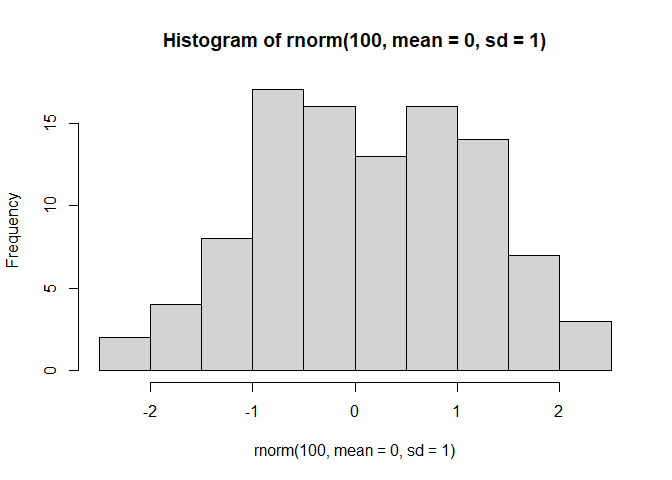 Histogram of rnorm(100, mean = 0, sd = 1)
Frequency
15
10
5
0
-2 -1 0 1 2
rnorm(100, mean = 0, sd = 1)